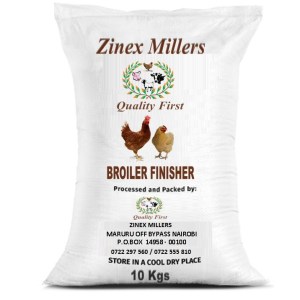 Zinex Millers
Quality First
BROILER FINISHER
Processed and Packed by:
Quality First
ZINEX MILLERS
MARURU OFF BYPASS NAIROBI
P.O.BOX 14958 - 00100
0722 297 560 / 0722 555 810
STORE IN A COOL DRY PLACE
10 Kgs